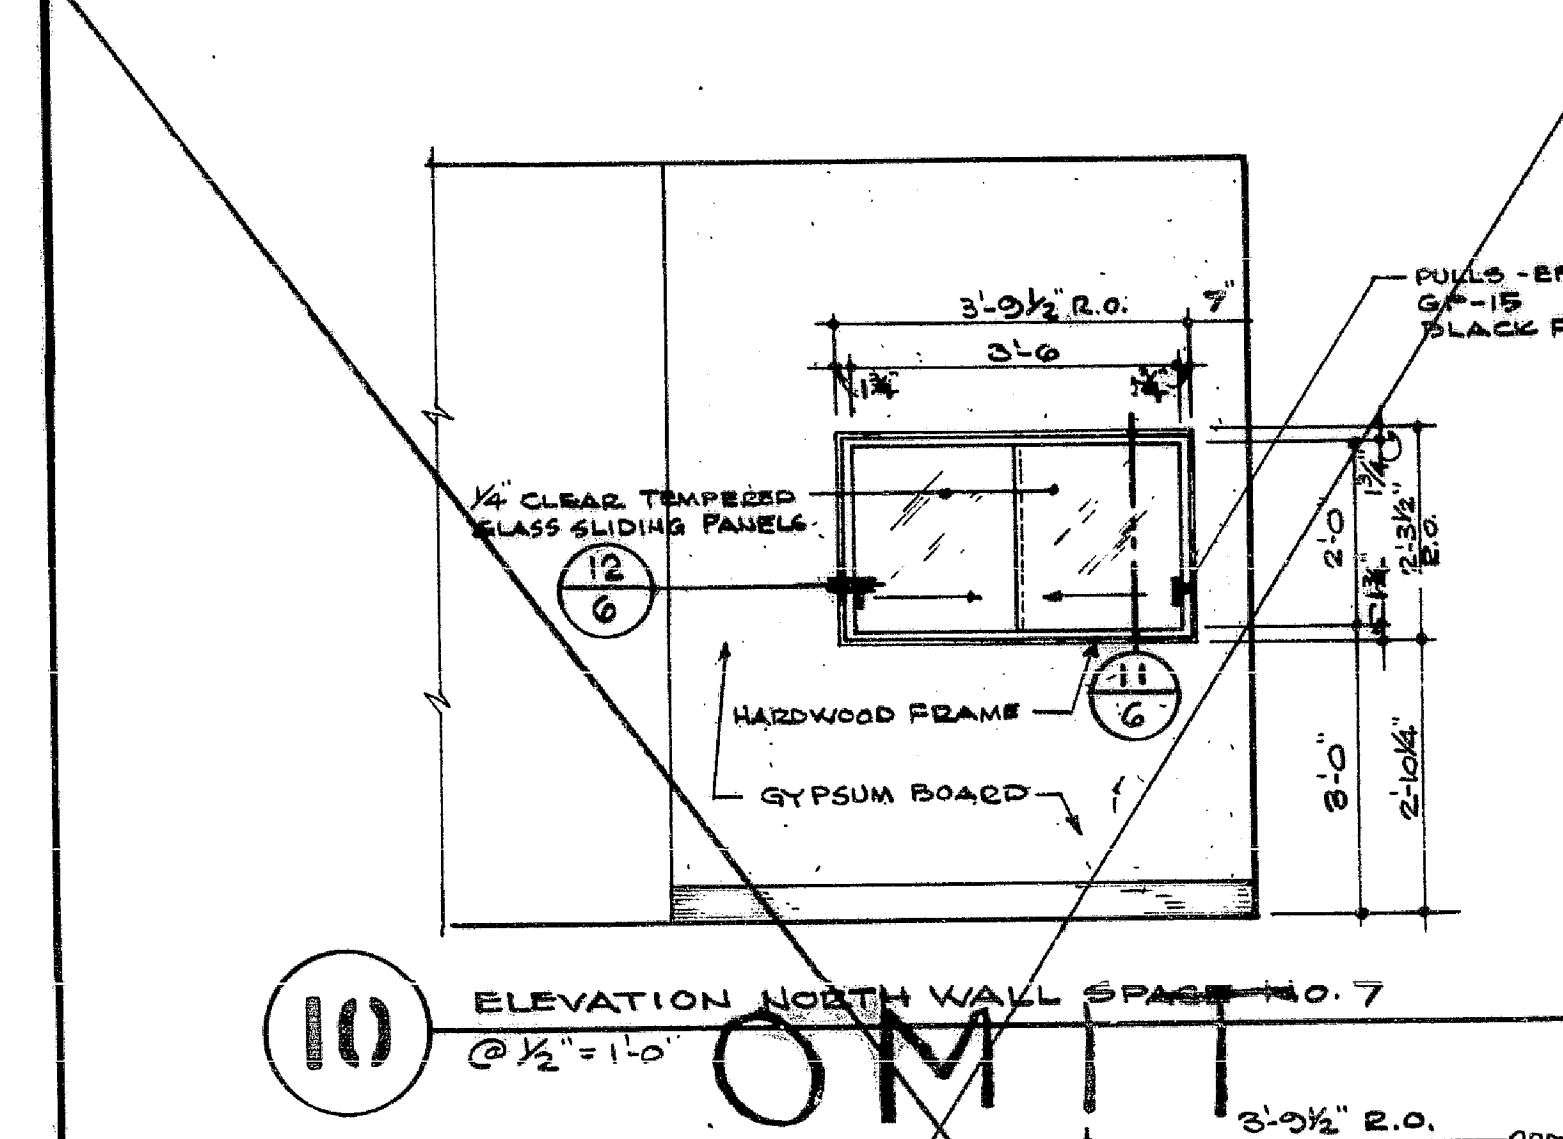 3'-9½" R.O.
7"
3'-6
1¾"
PULLS -
GP-15
BLACK
¼" CLEAR TEMPERED
GLASS SLIDING PANELS
12
6
1¾"
2'-0
2'-3½"
R.O.
1¾"
HARDWOOD FRAME
11
6
GYPSUM BOARD
3'-0"
2'-10¼"
10
ELEVATION NORTH WALL SPACE NO. 7
@ ½" = 1'-0"
OMIT
3'-9½" R.O.